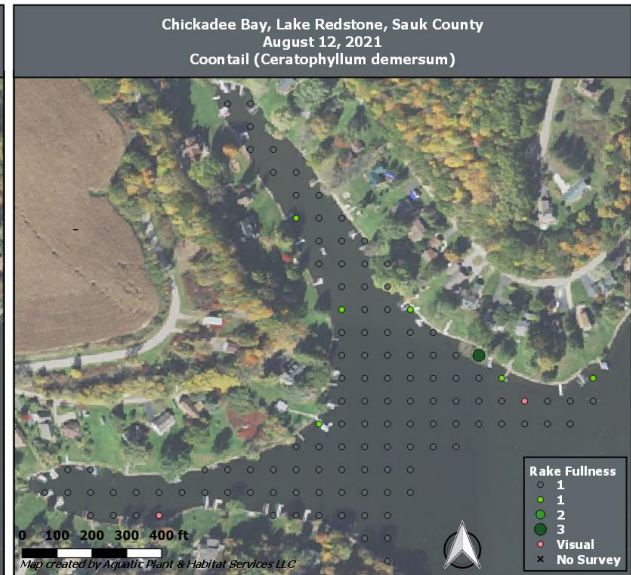 Chickadee Bay, Lake Redstone, Sauk County
August 12, 2021
Coontail (Ceratophyllum demersum)
Rake Fullness
1
1
2
3
Visual
No Survey
0 100 200 300 400 ft
Map created by Aquatic Plant & Habitat Services LLC